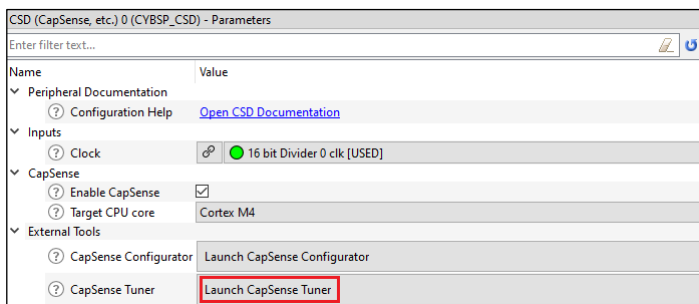 CSD (CapSense, etc.) 0 (CYBSP_CSD) - Parameters
Enter filter text...
Name Value
Peripheral Documentation
? Configuration Help Open CSD Documentation
Inputs
? Clock 16 bit Divider 0 clk [USED]
CapSense
? Enable CapSense
? Target CPU core Cortex M4
External Tools
? CapSense Configurator Launch CapSense Configurator
? CapSense Tuner Launch CapSense Tuner